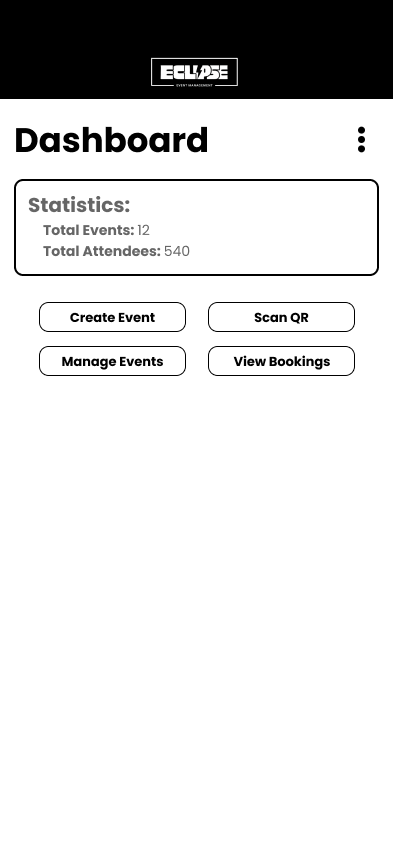 ECLIPSE
EVENT MANAGEMENT
Dashboard
Statistics:
Total Events: 12
Total Attendees: 540
Create Event
Scan QR
Manage Events
View Bookings